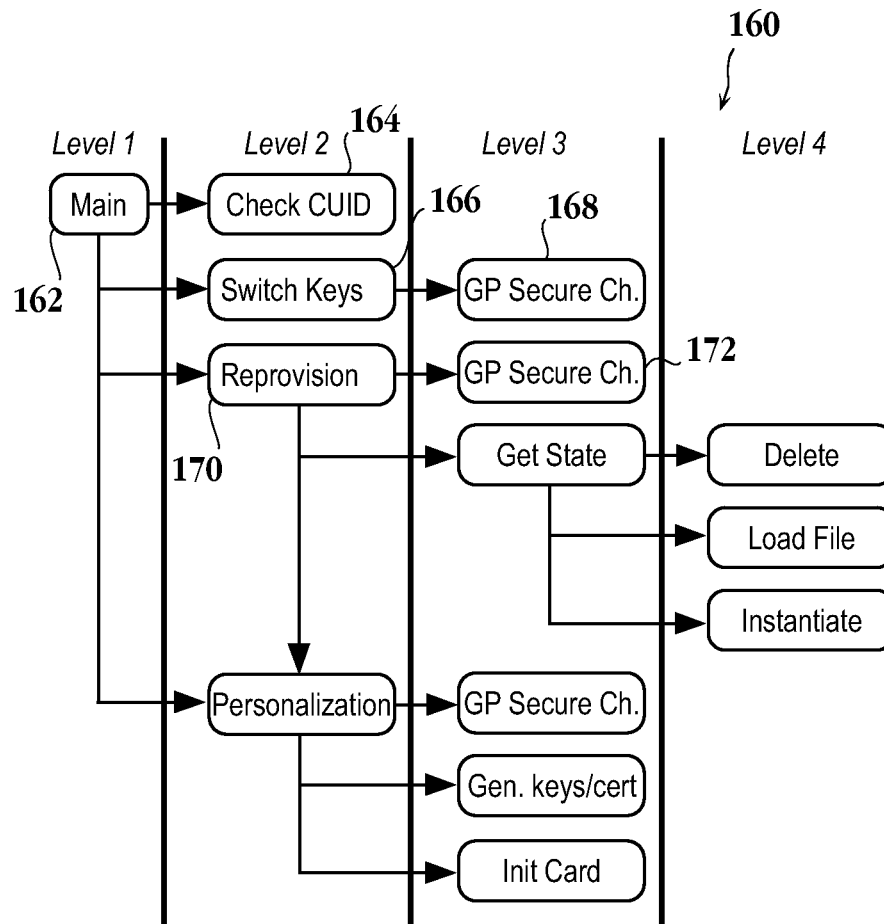 160
164
Level 1
Level 2
Level 3
Level 4
Main
Check CUID
166
168
162
Switch Keys
GP Secure Ch.
Reprovision
GP Secure Ch.
172
170
Get State
Delete
Load File
Instantiate
Personalization
GP Secure Ch.
Gen. keys/cert
Init Card